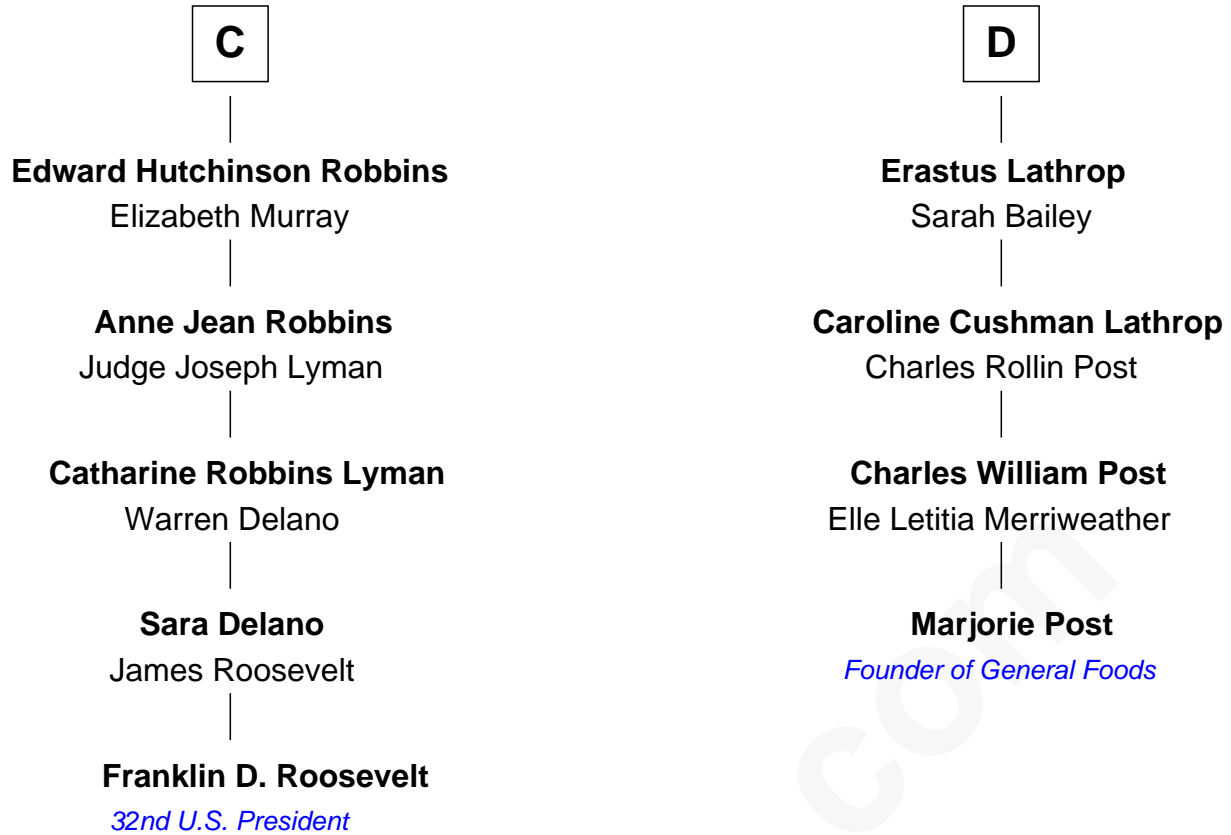 C
Edward Hutchinson Robbins
Elizabeth Murray
Anne Jean Robbins
Judge Joseph Lyman
Catharine Robbins Lyman
Warren Delano
Sara Delano
James Roosevelt
Franklin D. Roosevelt
32nd U.S. President
D
Erastus Lathrop
Sarah Bailey
Caroline Cushman Lathrop
Charles Rollin Post
Charles William Post
Elle Letitia Merriweather
Marjorie Post
Founder of General Foods
com